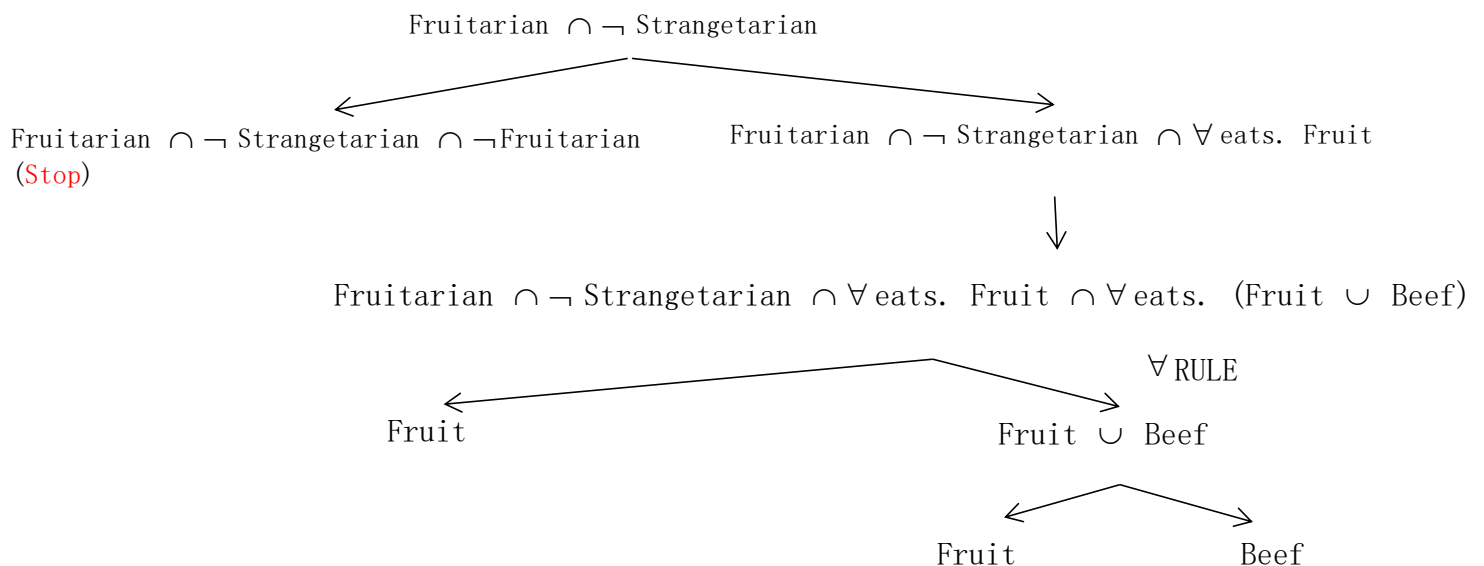 Fruitarian ∩ ¬ Strangetarian
Fruitarian ∩ ¬ Strangetarian ∩ ¬Fruitarian
(Stop)
Fruitarian ∩ ¬ Strangetarian ∩ ∀ eats. Fruit
Fruitarian ∩ ¬ Strangetarian ∩ ∀ eats. Fruit ∩ ∀ eats. (Fruit ∪ Beef)
∀ RULE
Fruit
Fruit ∪ Beef
Fruit
Beef